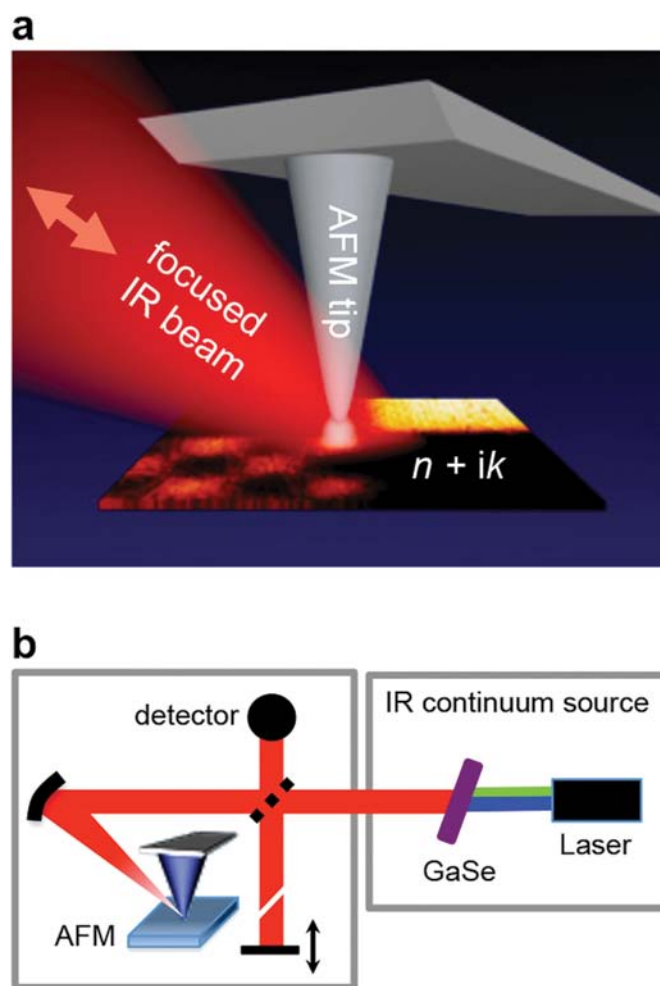 a
focused
IR beam
AFM tip
n + ik
b
detector
IR continuum source
AFM
GaSe
Laser